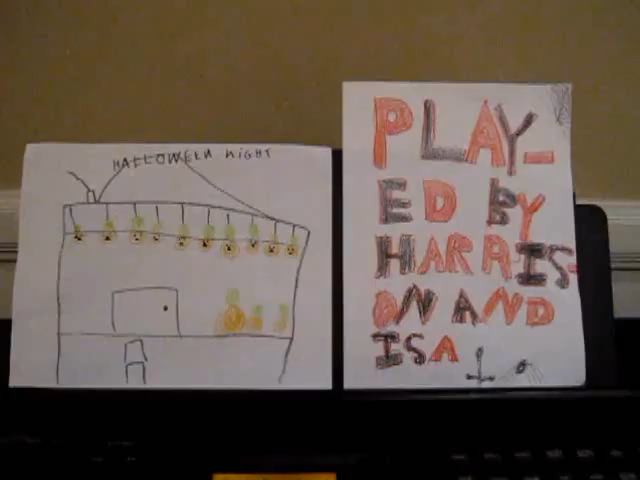 HALLOWEEN NIGHT
PLAY-
ED BY
HARRIS-
ON AND
ISA